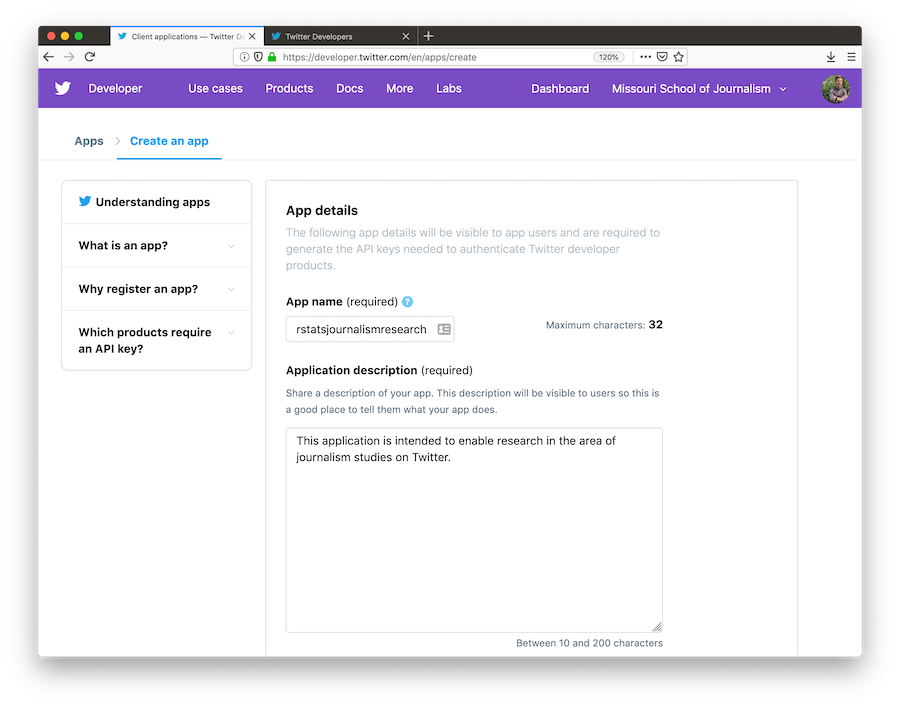 Client applications — Twitter D
Twitter Developers
https://developer.twitter.com/en/apps/create
120%
Developer
Use cases
Products
Docs
More
Labs
Dashboard
Missouri School of Journalism
Apps
Create an app
Understanding apps
What is an app?
Why register an app?
Which products require
an API key?
App details
The following app details will be visible to app users and are required to
generate the API keys needed to authenticate Twitter developer
products.
App name (required) ?
rstatsjournalismresearch
Maximum characters: 32
Application description (required)
Share a description of your app. This description will be visible to users so this is
a good place to tell them what your app does.
This application is intended to enable research in the area of
journalism studies on Twitter.
Between 10 and 200 characters